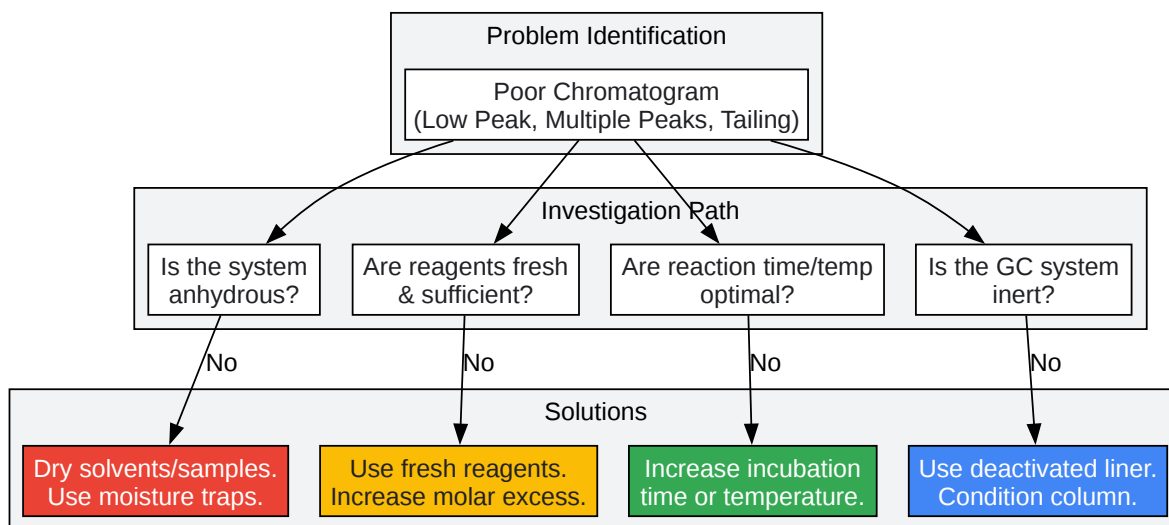 Problem Identification
Poor Chromatogram
(Low Peak, Multiple Peaks, Tailing)
Investigation Path
Is the system
anhydrous?
Are reagents fresh
& sufficient?
Are reaction time/temp
optimal?
Is the GC system
inert?
No
No
No
No
Solutions
Dry solvents/samples.
Use moisture traps.
Use fresh reagents.
Increase molar excess.
Increase incubation
time or temperature.
Use deactivated liner.
Condition column.